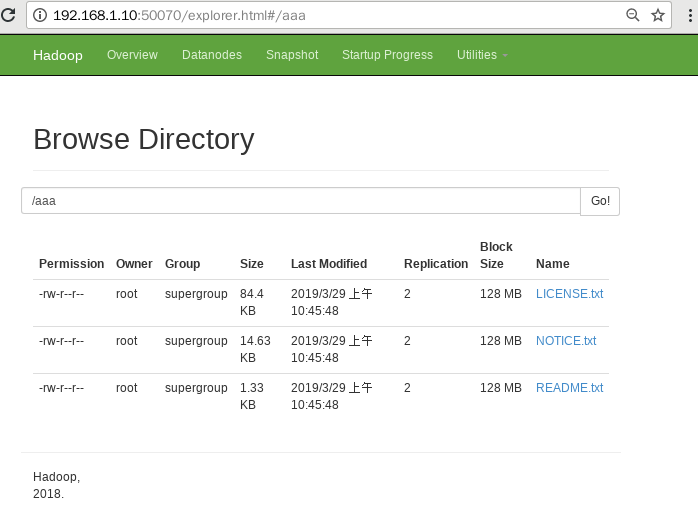 192.168.1.10:50070/explorer.html#/aaa
Hadoop Overview Datanodes Snapshot Startup Progress Utilities
Browse Directory
/aaa Go!
Permission Owner Group Size Last Modified Replication Block Size Name
-rw-r--r-- root supergroup 84.4 KB 2019/3/29 上午 10:45:48 2 128 MB LICENSE.txt
-rw-r--r-- root supergroup 14.63 KB 2019/3/29 上午 10:45:48 2 128 MB NOTICE.txt
-rw-r--r-- root supergroup 1.33 KB 2019/3/29 上午 10:45:48 2 128 MB README.txt
Hadoop,
2018.